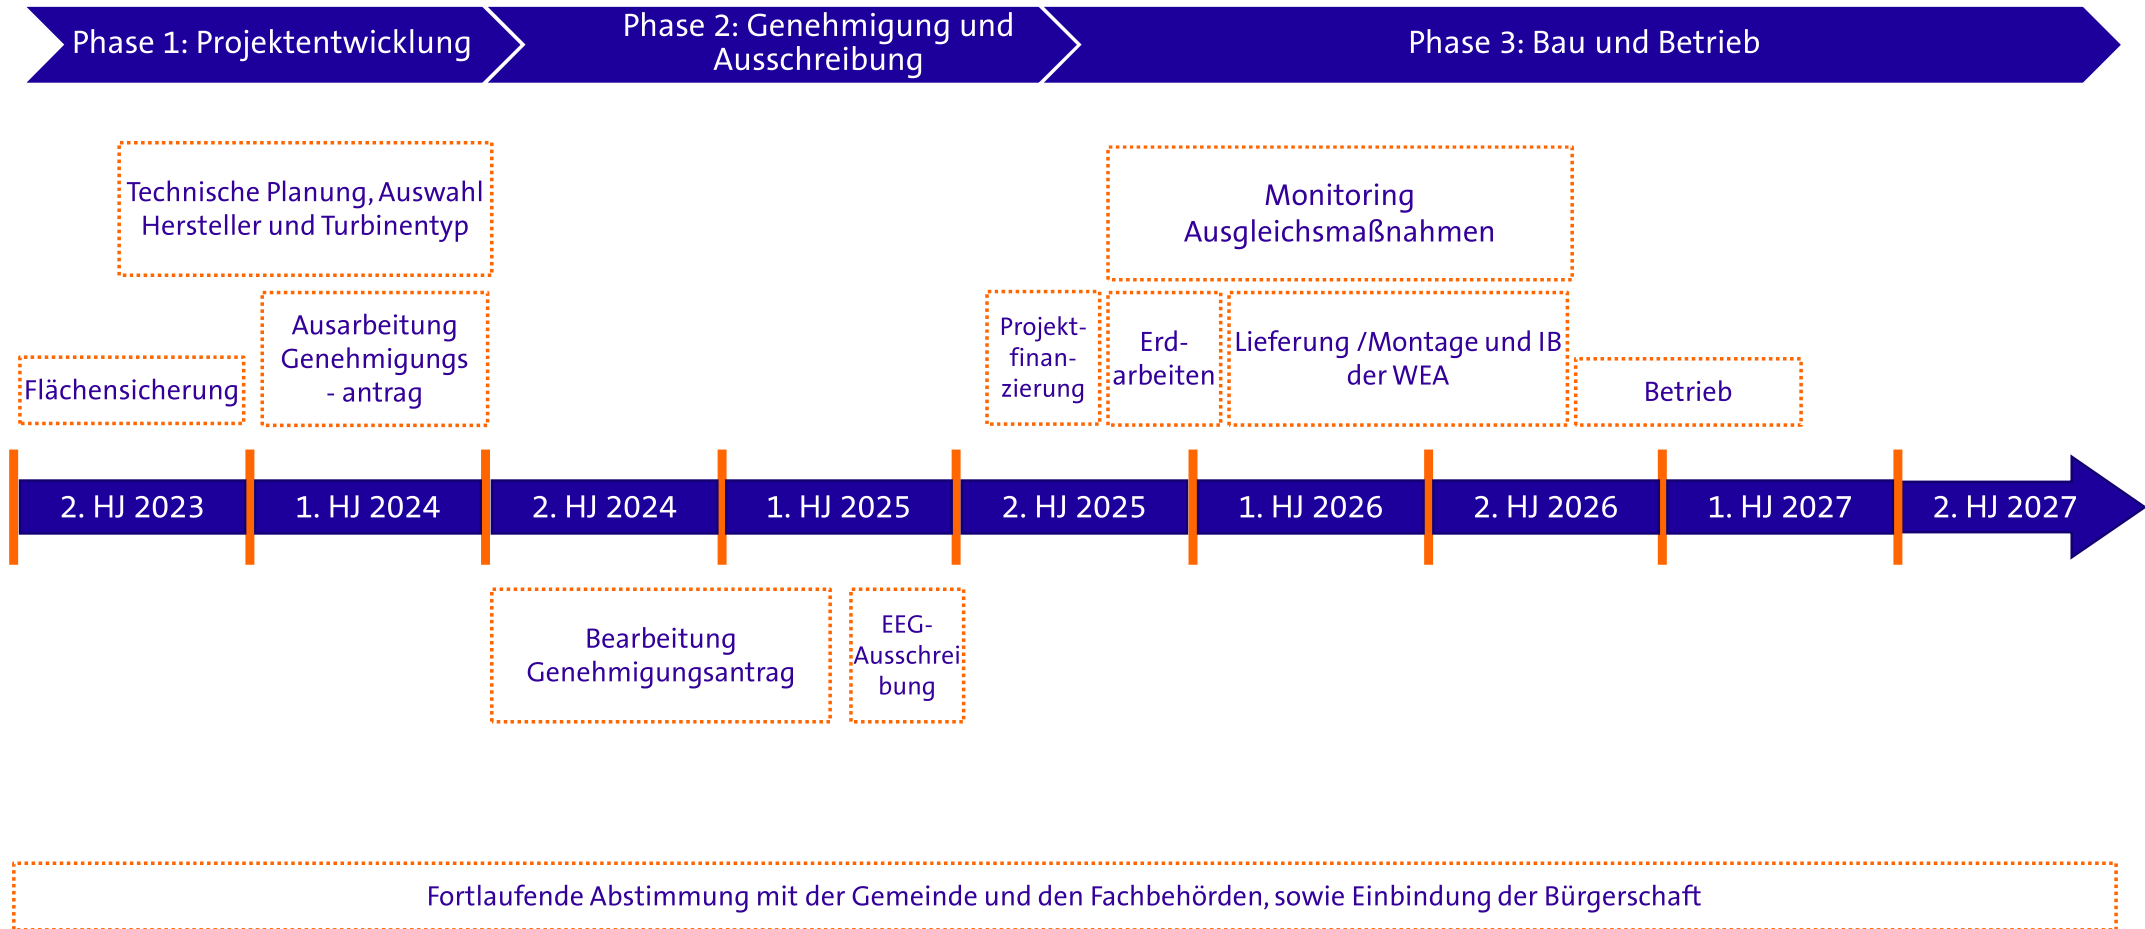 Phase 1: Projektentwicklung
Phase 2: Genehmigung und
Ausschreibung
Phase 3: Bau und Betrieb
Technische Planung, Auswahl
Hersteller und Turbinentyp
Monitoring
Ausgleichsmaßnahmen
Flächensicherung
Ausarbeitung
Genehmigungs
- antrag
Projekt-
finan-
zierung
Erd-
arbeiten
Lieferung /Montage und IB
der WEA
Betrieb
2. HJ 2023
1. HJ 2024
2. HJ 2024
1. HJ 2025
2. HJ 2025
1. HJ 2026
2. HJ 2026
1. HJ 2027
2. HJ 2027
Bearbeitung
Genehmigungsantrag
EEG-
Ausschrei
bung
Fortlaufende Abstimmung mit der Gemeinde und den Fachbehörden, sowie Einbindung der Bürgerschaft